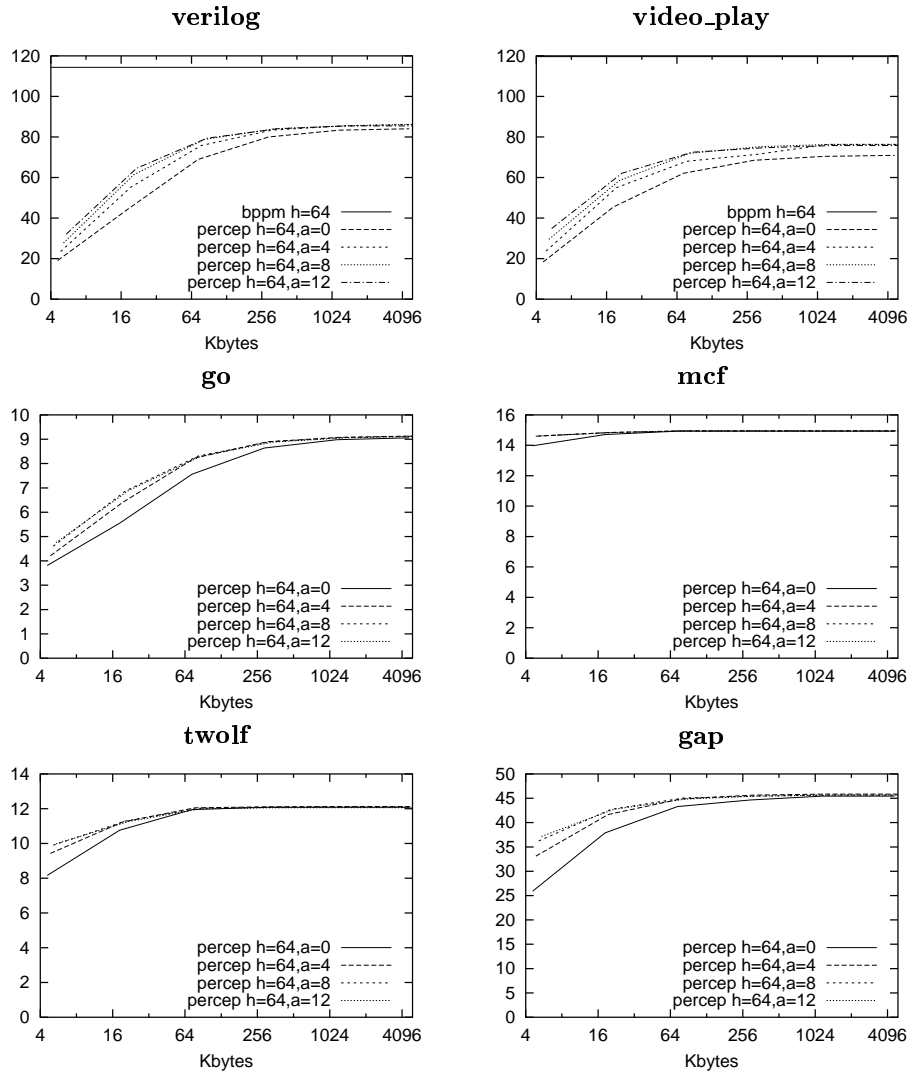 verilog
120
100
80
60
40
20
0
bppm h=64
percep h=64,a=0
percep h=64,a=4
percep h=64,a=8
percep h=64,a=12
4 16 64 256 1024 4096
Kbytes
video_play
120
100
80
60
40
20
0
bppm h=64
percep h=64,a=0
percep h=64,a=4
percep h=64,a=8
percep h=64,a=12
4 16 64 256 1024 4096
Kbytes
go
10
9
8
7
6
5
4
3
2
1
0
percep h=64,a=0
percep h=64,a=4
percep h=64,a=8
percep h=64,a=12
4 16 64 256 1024 4096
Kbytes
mcf
16
14
12
10
8
6
4
2
0
percep h=64,a=0
percep h=64,a=4
percep h=64,a=8
percep h=64,a=12
4 16 64 256 1024 4096
Kbytes
twolf
14
12
10
8
6
4
2
0
percep h=64,a=0
percep h=64,a=4
percep h=64,a=8
percep h=64,a=12
4 16 64 256 1024 4096
Kbytes
gap
50
45
40
35
30
25
20
15
10
5
0
percep h=64,a=0
percep h=64,a=4
percep h=64,a=8
percep h=64,a=12
4 16 64 256 1024 4096
Kbytes